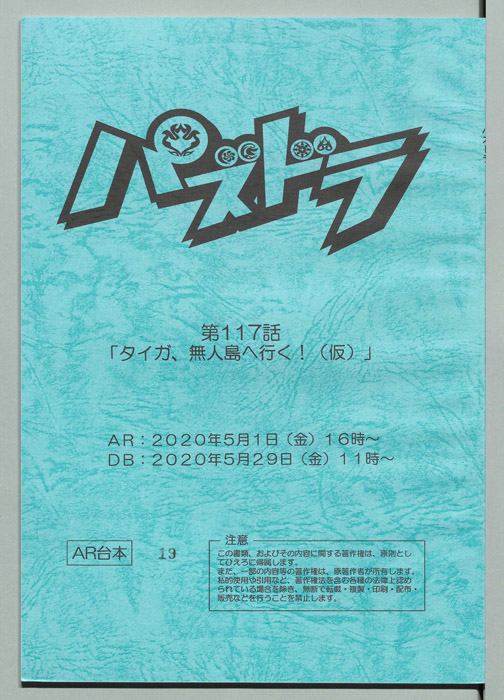 パズドラ
第117話
「タイガ、無人島へ行く！（仮）」
AR：2020年5月1日（金）16時～
DB：2020年5月29日（金）11時～
AR台本 19
注意
この書類、およびその内容に関する著作権は、原則とし
てぴえろに帰属します。
また、一部の内容等の著作権は、原著作者が所有します。
私的使用や引用など、著作権法を含む各種の法律上認め
られている場合を除き、無断で転載・複製・印刷・配布・
販売などを行うことを禁止します。